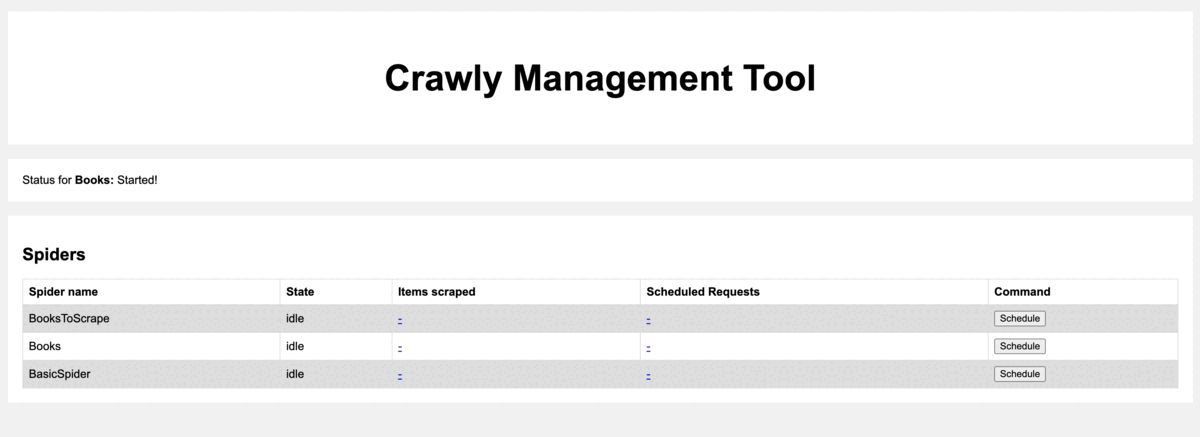 Crawly Management Tool
Status for Books: Started!
Spiders
Spider name State Items scraped Scheduled Requests Command
BooksToScrape idle - - Schedule
Books idle - - Schedule
BasicSpider idle - - Schedule